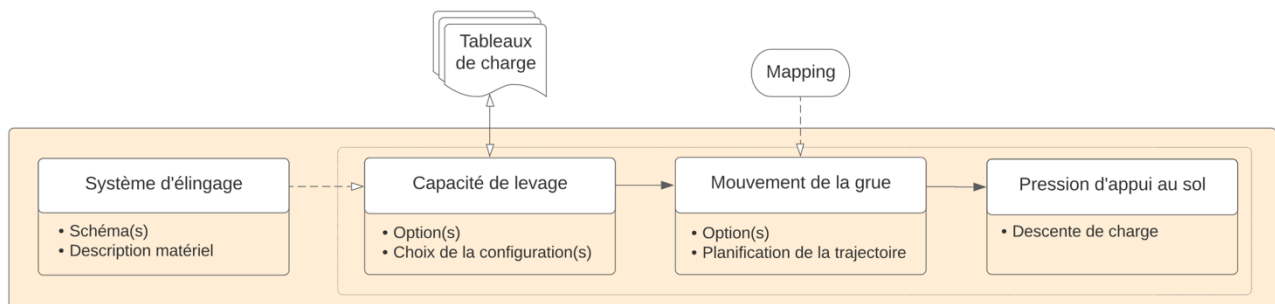 Tableaux
de charge
Mapping
Système d'élingage
• Schéma(s)
• Description matériel
Capacité de levage
• Option(s)
• Choix de la configuration(s)
Mouvement de la grue
• Option(s)
• Planification de la trajectoire
Pression d'appui au sol
• Descente de charge